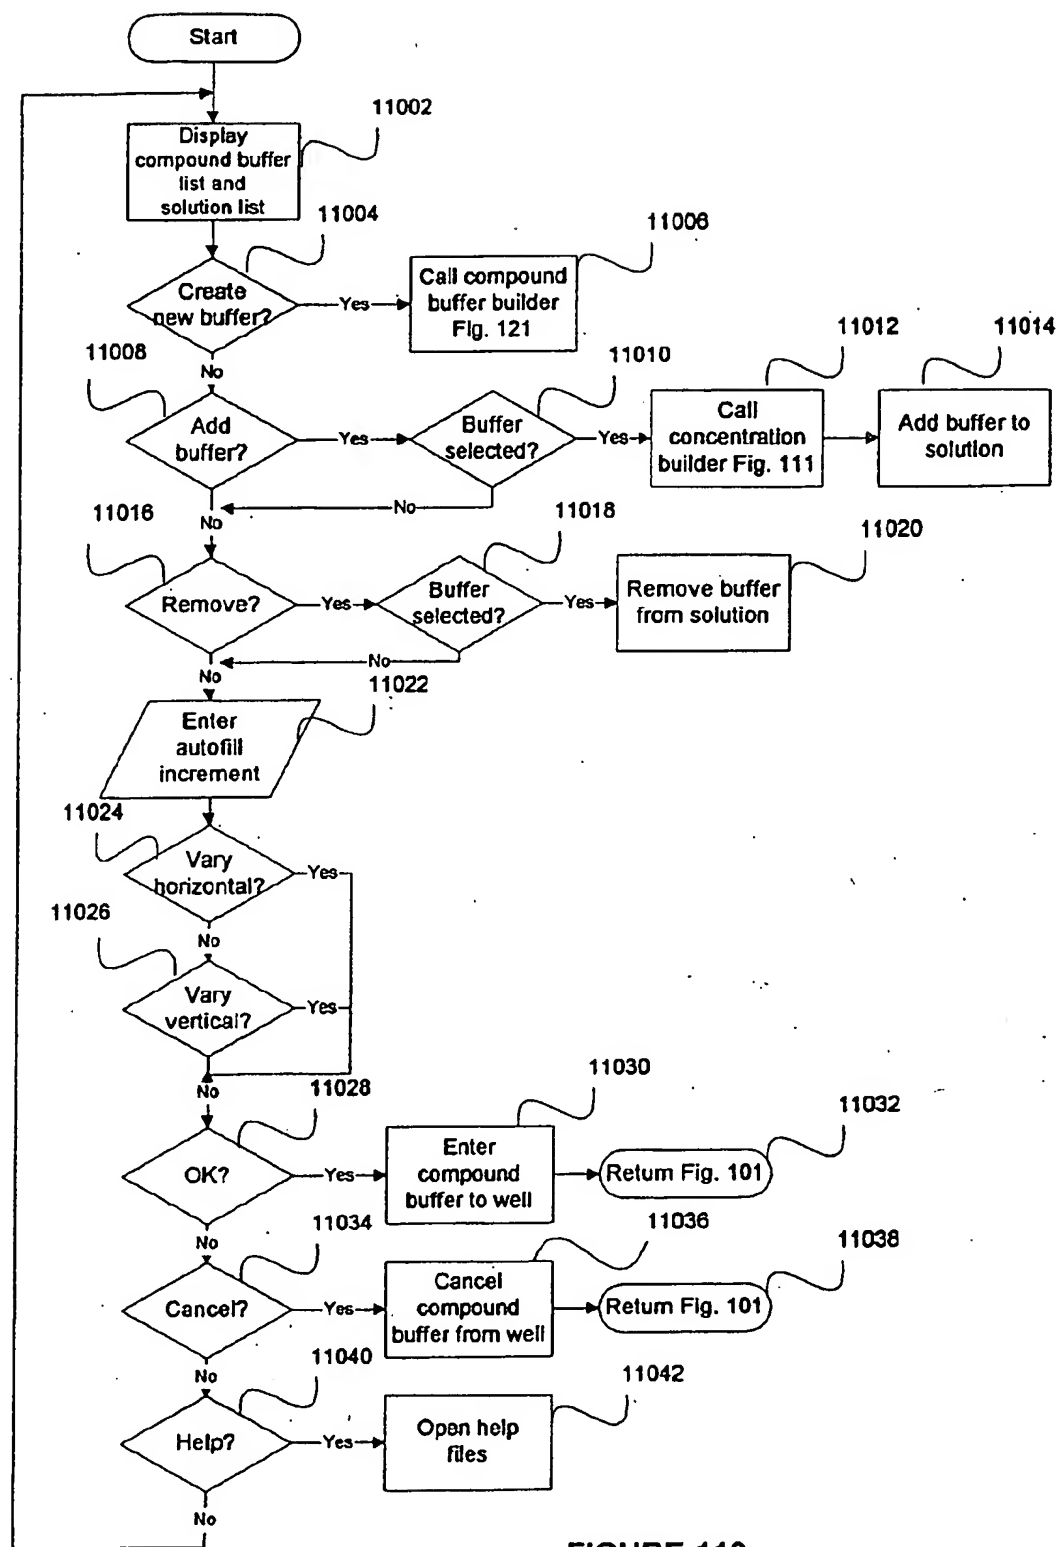 Start
11002
Display
compound buffer
list and
solution list
11004
11006
Create
new buffer?
Yes
Call compound
buffer builder
Fig. 121
No
11008
11010
11012
11014
Add
buffer?
Yes
Buffer
selected?
Yes
Call
concentration
builder Fig. 111
Add buffer to
solution
No
No
11016
11018
11020
Remove?
Yes
Buffer
selected?
Yes
Remove buffer
from solution
No
No
11022
Enter
autofill
increment
11024
Vary
horizontal?
Yes
No
11026
Vary
vertical?
Yes
No
11028
11030
11032
OK?
Yes
Enter
compound
buffer to well
Return Fig. 101
No
11034
11036
11038
Cancel?
Yes
Cancel
compound
buffer from well
Return Fig. 101
No
11040
11042
Help?
Yes
Open help
files
No